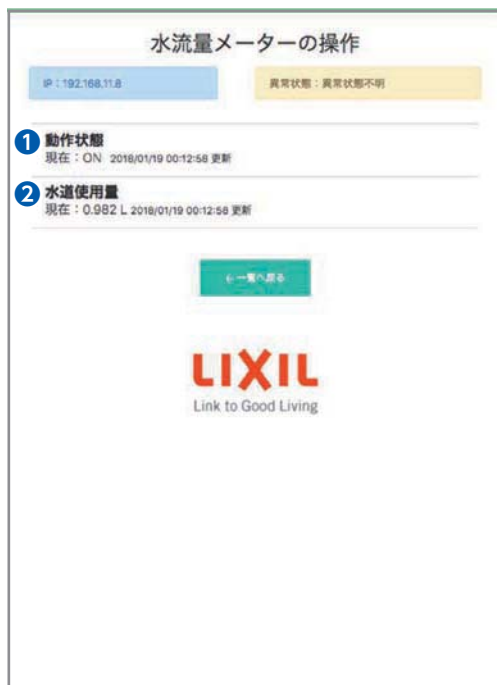 水流量メーターの操作
IP：192.168.11.8
異常状態：異常状態不明
1 動作状態
現在：ON 2018/01/19 00:12:58 更新
2 水道使用量
現在：0.982 L 2018/01/19 00:12:58 更新
←一覧へ戻る
LIXIL
Link to Good Living